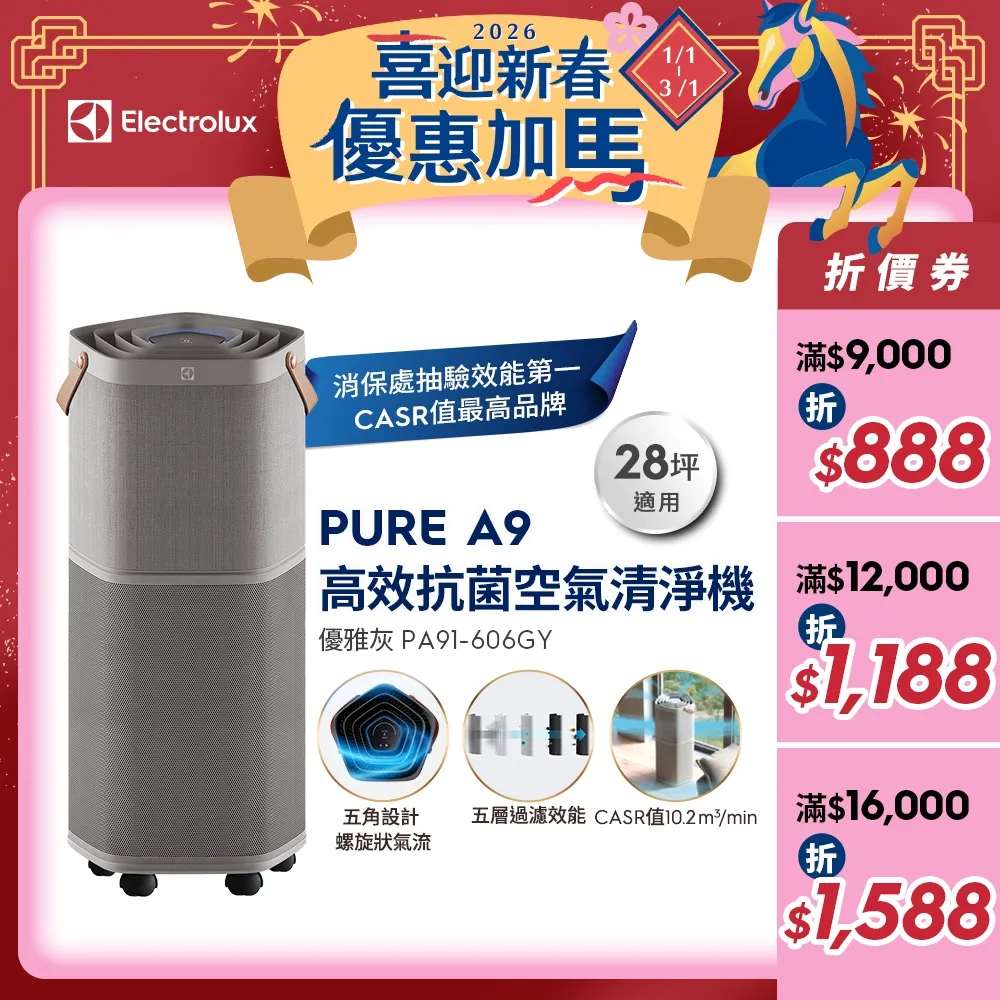 2026
喜迎新春
優惠加馬
1/1
-
3/1
Electrolux
折價券
消保處抽驗效能第一
CASR值最高品牌
28坪
適用
PURE A9
高效抗菌空氣清淨機
優雅灰 PA91-606GY
五角設計
螺旋狀氣流
五層過濾效能
CASR值10.2m³/min
滿$9,000
折
$888
滿$12,000
折
$1,188
滿$16,000
折
$1,588